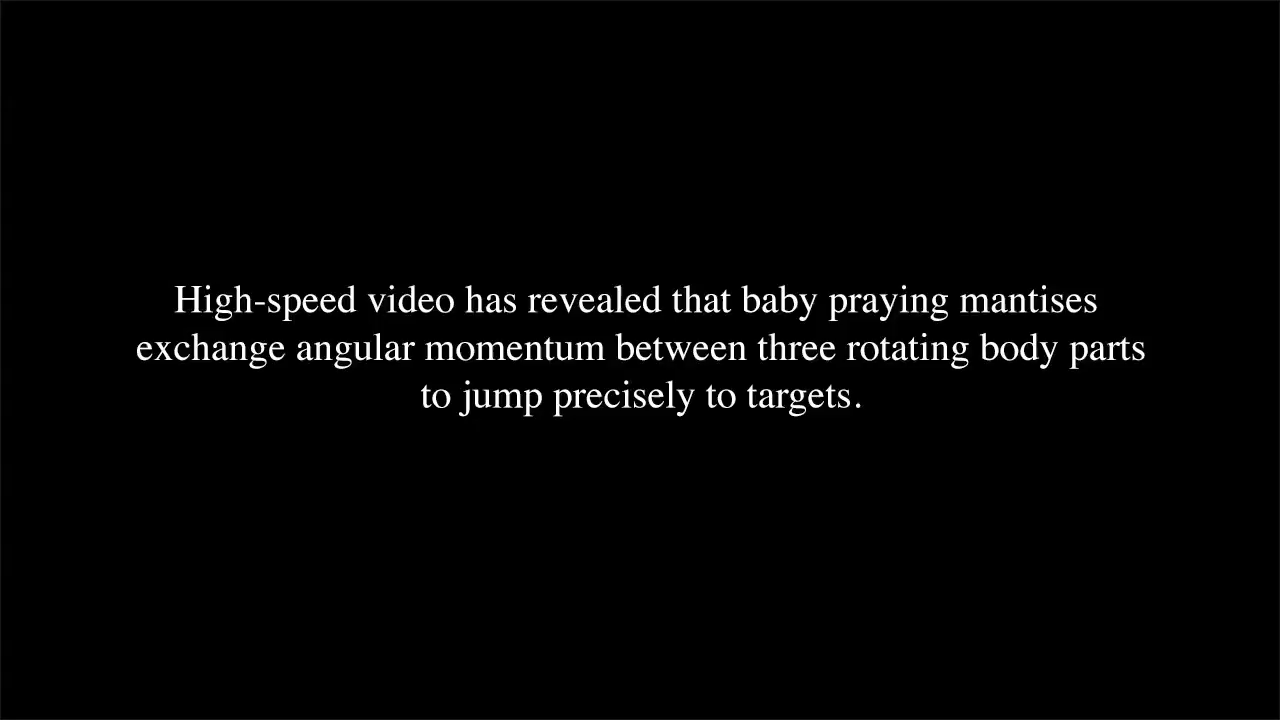 High-speed video has revealed that baby praying mantises
exchange angular momentum between three rotating body parts
to jump precisely to targets.